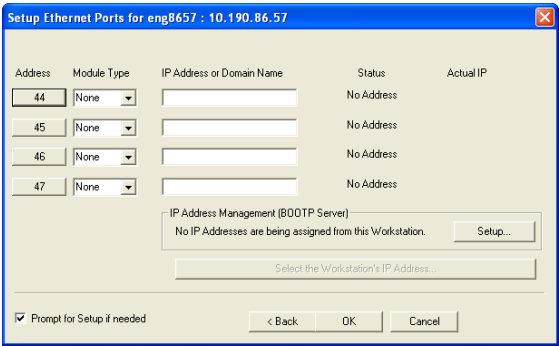 Setup Ethernet Ports for eng8657 : 10.190.86.57
Address Module Type IP Address or Domain Name Status Actual IP
44 None No Address
45 None No Address
46 None No Address
47 None No Address
IP Address Management (BOOTP Server)
No IP Addresses are being assigned from this Workstation. Setup...
Select the Workstation's IP Address...
Prompt for Setup if needed < Back OK Cancel